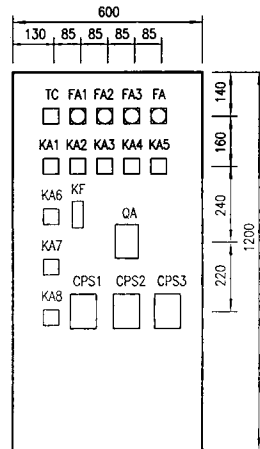 600
130 85 85 85 85
TC FA1 FA2 FA3 FA
KA1 KA2 KA3 KA4 KA5
KA6 KF
QA
KA7
CPS1 CPS2 CPS3
KA8
140
160
240
220
1200